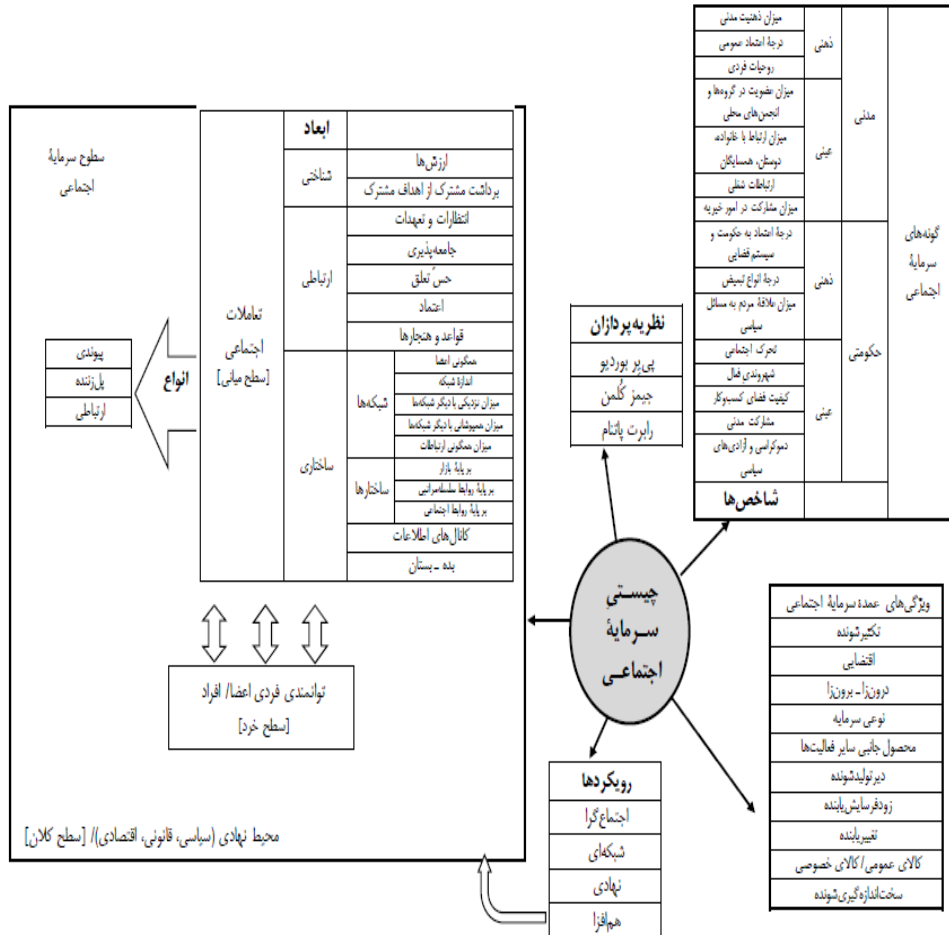 میزان ذهنیت مدنی
درجهٔ اعتماد عمومی
روحیات فردی
ذهنی
میزان عضویت در گروه‌ها و
انجمن‌های محلی
میزان ارتباط با خانواده،
دوستان، همسایگان
ارتباطات شغلی
میزان مشارکت در امور خیریه
عینی
مدنی
درجهٔ اعتماد به حکومت و
سیستم قضایی
درجهٔ انواع تبعیض
میزان علاقهٔ مردم به مسائل
سیاسی
ذهنی
تحرک اجتماعی
شهروندی فعال
کیفیت فضای کسب‌وکار
مشارکت مدنی
دموکراسی و آزادی‌های
سیاسی
عینی
حکومتی
شاخص‌ها
گونه‌های
سرمایهٔ
اجتماعی
سطوح سرمایهٔ
اجتماعی
ابعاد
ارزش‌ها
برداشت مشترک از اهداف مشترک
شناختی
انتظارات و تعهدات
جامعه‌پذیری
حسّ تعلق
اعتماد
قواعد و هنجارها
ارتباطی
همگونی اعضا
اندازهٔ شبکه
میزان نزدیکی با دیگر شبکه‌ها
میزان همپوشانی با دیگر شبکه‌ها
میزان همگونی ارتباطات
شبکه‌ها
بر پایهٔ بازار
بر پایهٔ روابط سلسله‌مراتبی
بر پایهٔ روابط اجتماعی
ساختارها
کانال‌های اطلاعات
بده ـ بستان
ساختاری
تعاملات
اجتماعی
[سطح میانی]
انواع
پیوندی
پل‌زننده
ارتباطی
توانمندی فردی اعضا/ افراد
[سطح خرد]
محیط نهادی (سیاسی، قانونی، اقتصادی)/ [سطح کلان]
نظریه‌پردازان
پی‌یر بوردیو
جیمز کُلمن
رابرت پاتنام
چیستیِ
سرمایهٔ
اجتماعی
رویکردها
اجتماع‌گرا
شبکه‌ای
نهادی
هم‌افزا
ویژگی‌های عمده سرمایهٔ اجتماعی
تکثیرشونده
اقتضایی
درون‌زا ـ برون‌زا
نوعی سرمایه
محصول جانبی سایر فعالیت‌ها
دیرتولیدشونده
زودفرسایش‌یابنده
تغییریابنده
کالای عمومی/ کالای خصوصی
سخت‌اندازه‌گیری‌شونده